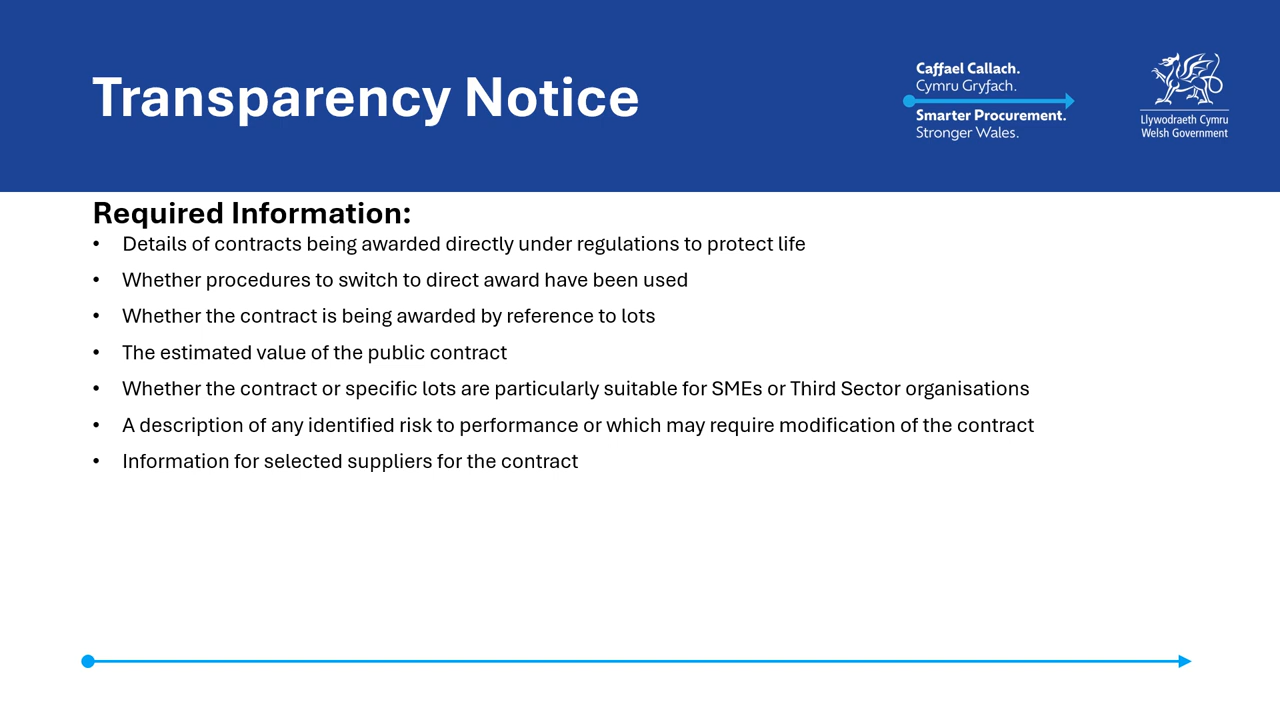 Transparency Notice
Caffael Callach.
Cymru Gryfach.
Smarter Procurement.
Stronger Wales.
Llywodraeth Cymru
Welsh Government
Required Information:
• Details of contracts being awarded directly under regulations to protect life
• Whether procedures to switch to direct award have been used
• Whether the contract is being awarded by reference to lots
• The estimated value of the public contract
• Whether the contract or specific lots are particularly suitable for SMEs or Third Sector organisations
• A description of any identified risk to performance or which may require modification of the contract
• Information for selected suppliers for the contract